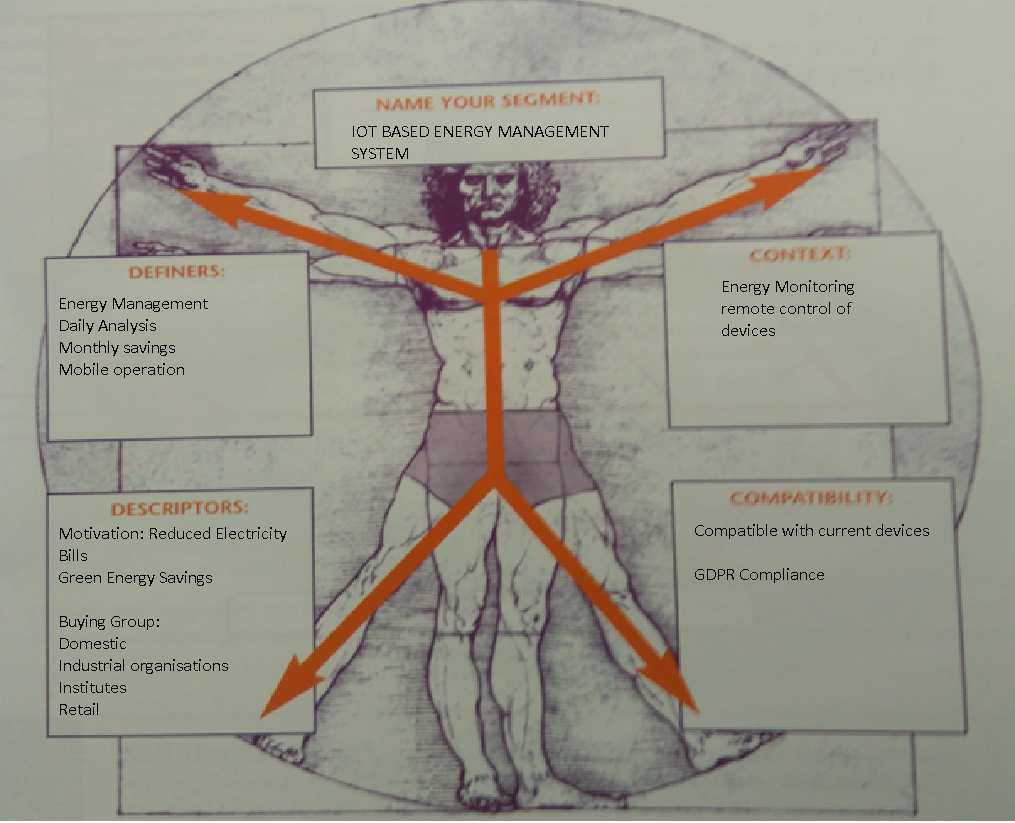 NAME YOUR SEGMENT:
IOT BASED ENERGY MANAGEMENT
SYSTEM
DEFINERS:
Energy Management
Daily Analysis
Monthly savings
Mobile operation
CONTEXT:
Energy Monitoring
remote control of
devices
DESCRIPTORS:
Motivation: Reduced Electricity
Bills
Green Energy Savings
Buying Group:
Domestic
Industrial organisations
Institutes
Retail
COMPATIBILITY:
Compatible with current devices
GDPR Compliance